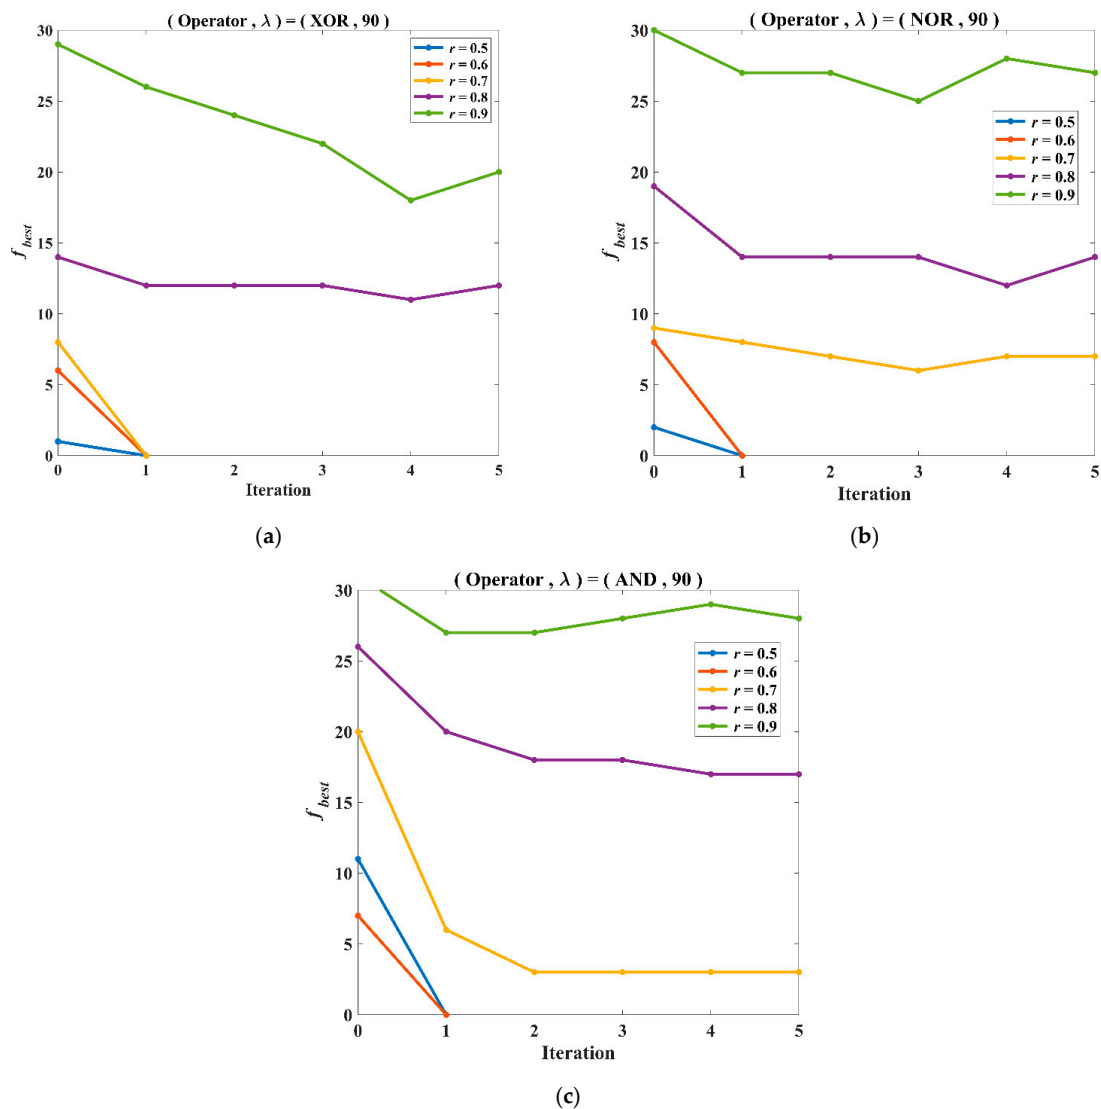 ( Operator , λ ) = ( XOR , 90 )
30
25
20
15
10
5
0
f best
0 1 2 3 4 5
Iteration
r = 0.5
r = 0.6
r = 0.7
r = 0.8
r = 0.9
(a)
( Operator , λ ) = ( NOR , 90 )
30
25
20
15
10
5
0
f best
0 1 2 3 4 5
Iteration
r = 0.5
r = 0.6
r = 0.7
r = 0.8
r = 0.9
(b)
( Operator , λ ) = ( AND , 90 )
30
25
20
15
10
5
0
f best
0 1 2 3 4 5
Iteration
r = 0.5
r = 0.6
r = 0.7
r = 0.8
r = 0.9
(c)